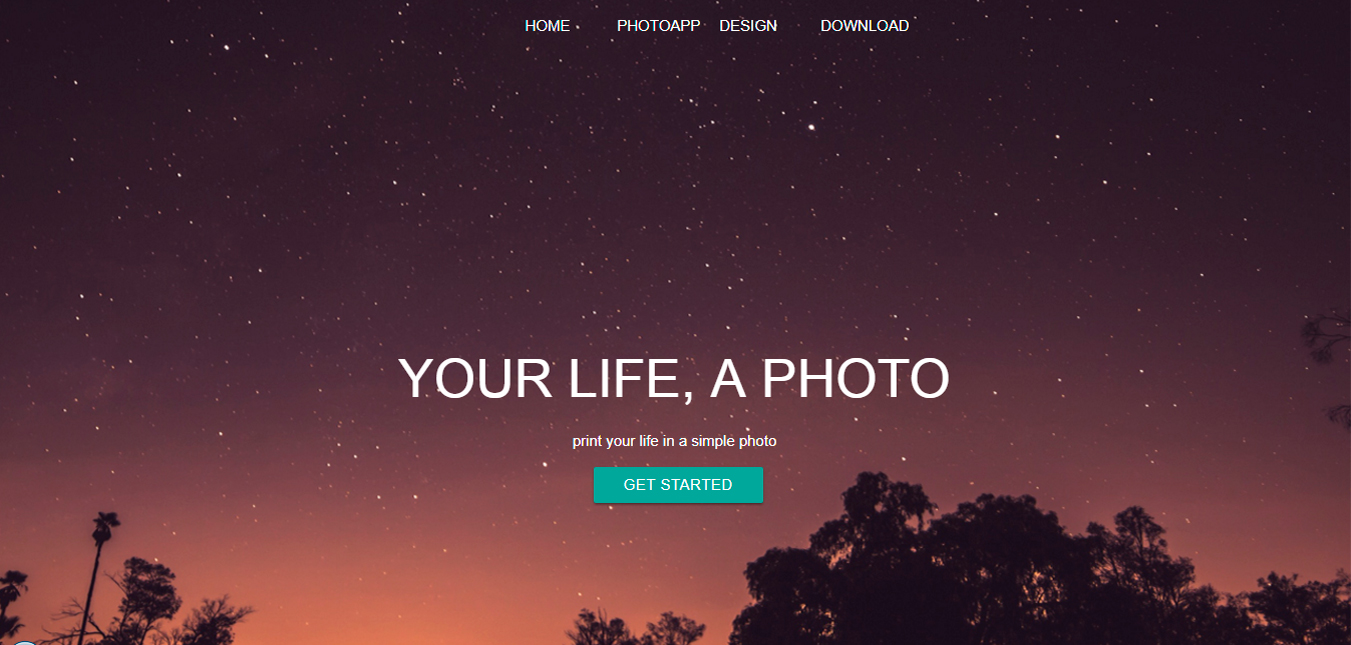 HOME PHOTOAPP DESIGN DOWNLOAD
YOUR LIFE, A PHOTO
print your life in a simple photo
GET STARTED